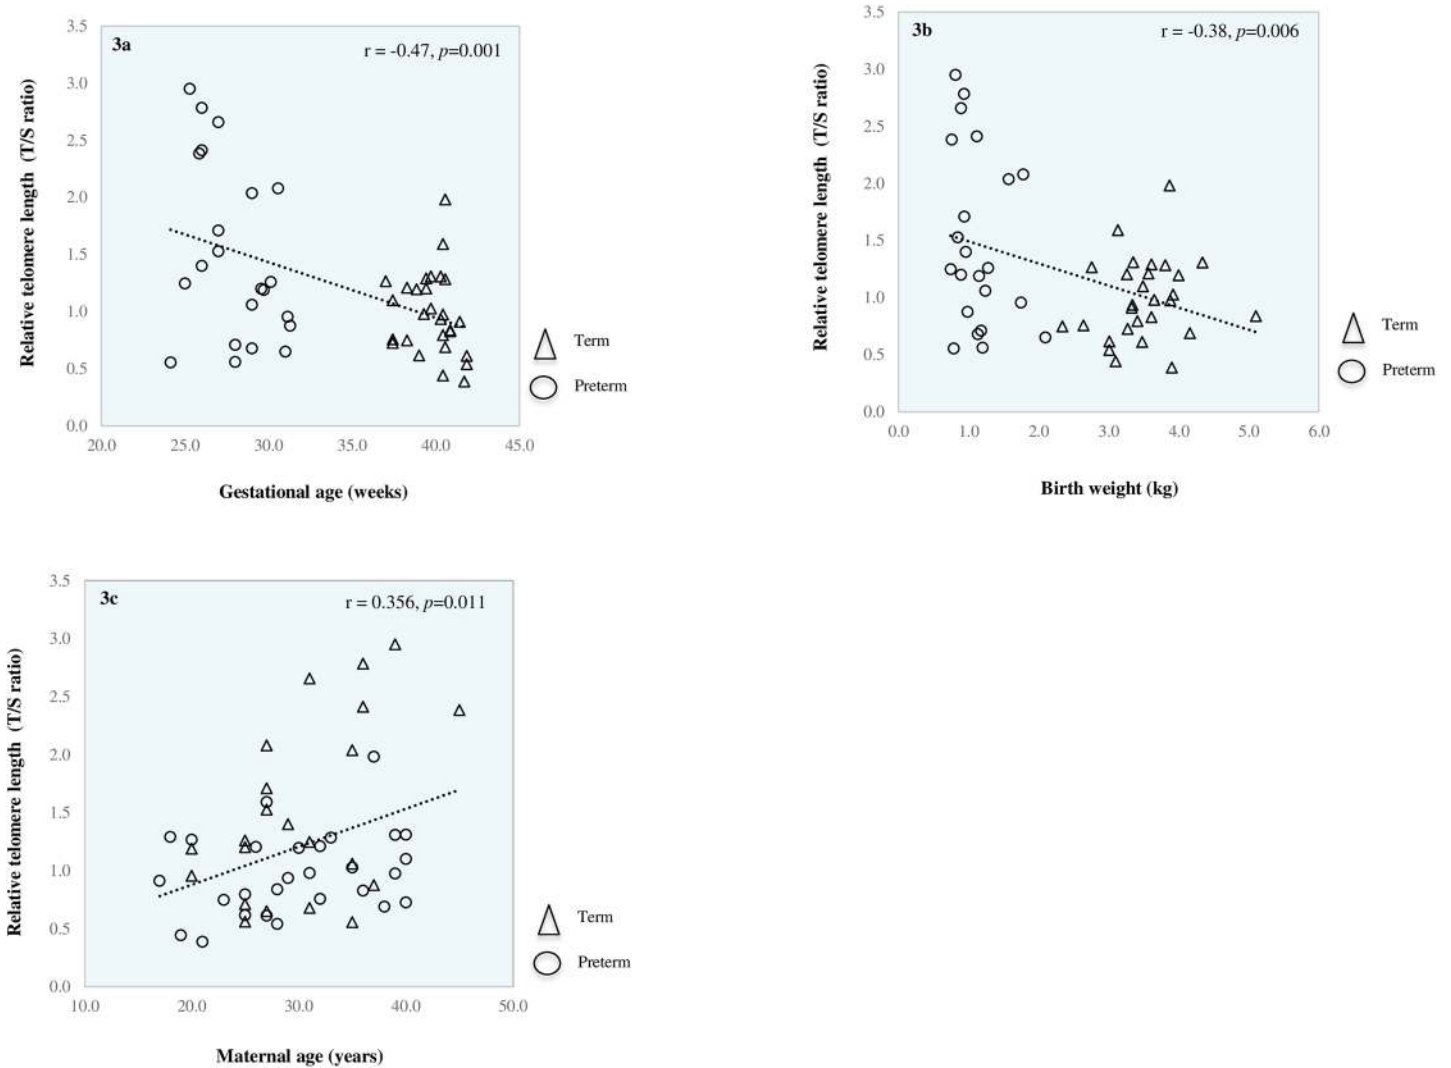 3a
r = -0.47, p=0.001
Relative telomere length (T/S ratio)
3.5
3.0
2.5
2.0
1.5
1.0
0.5
0.0
20.0 25.0 30.0 35.0 40.0 45.0
Gestational age (weeks)
Term
Preterm
3b
r = -0.38, p=0.006
Relative telomere length (T/S ratio)
3.5
3.0
2.5
2.0
1.5
1.0
0.5
0.0
0.0 1.0 2.0 3.0 4.0 5.0 6.0
Birth weight (kg)
Term
Preterm
3c
r = 0.356, p=0.011
Relative telomere length (T/S ratio)
3.5
3.0
2.5
2.0
1.5
1.0
0.5
0.0
10.0 20.0 30.0 40.0 50.0
Maternal age (years)
Term
Preterm